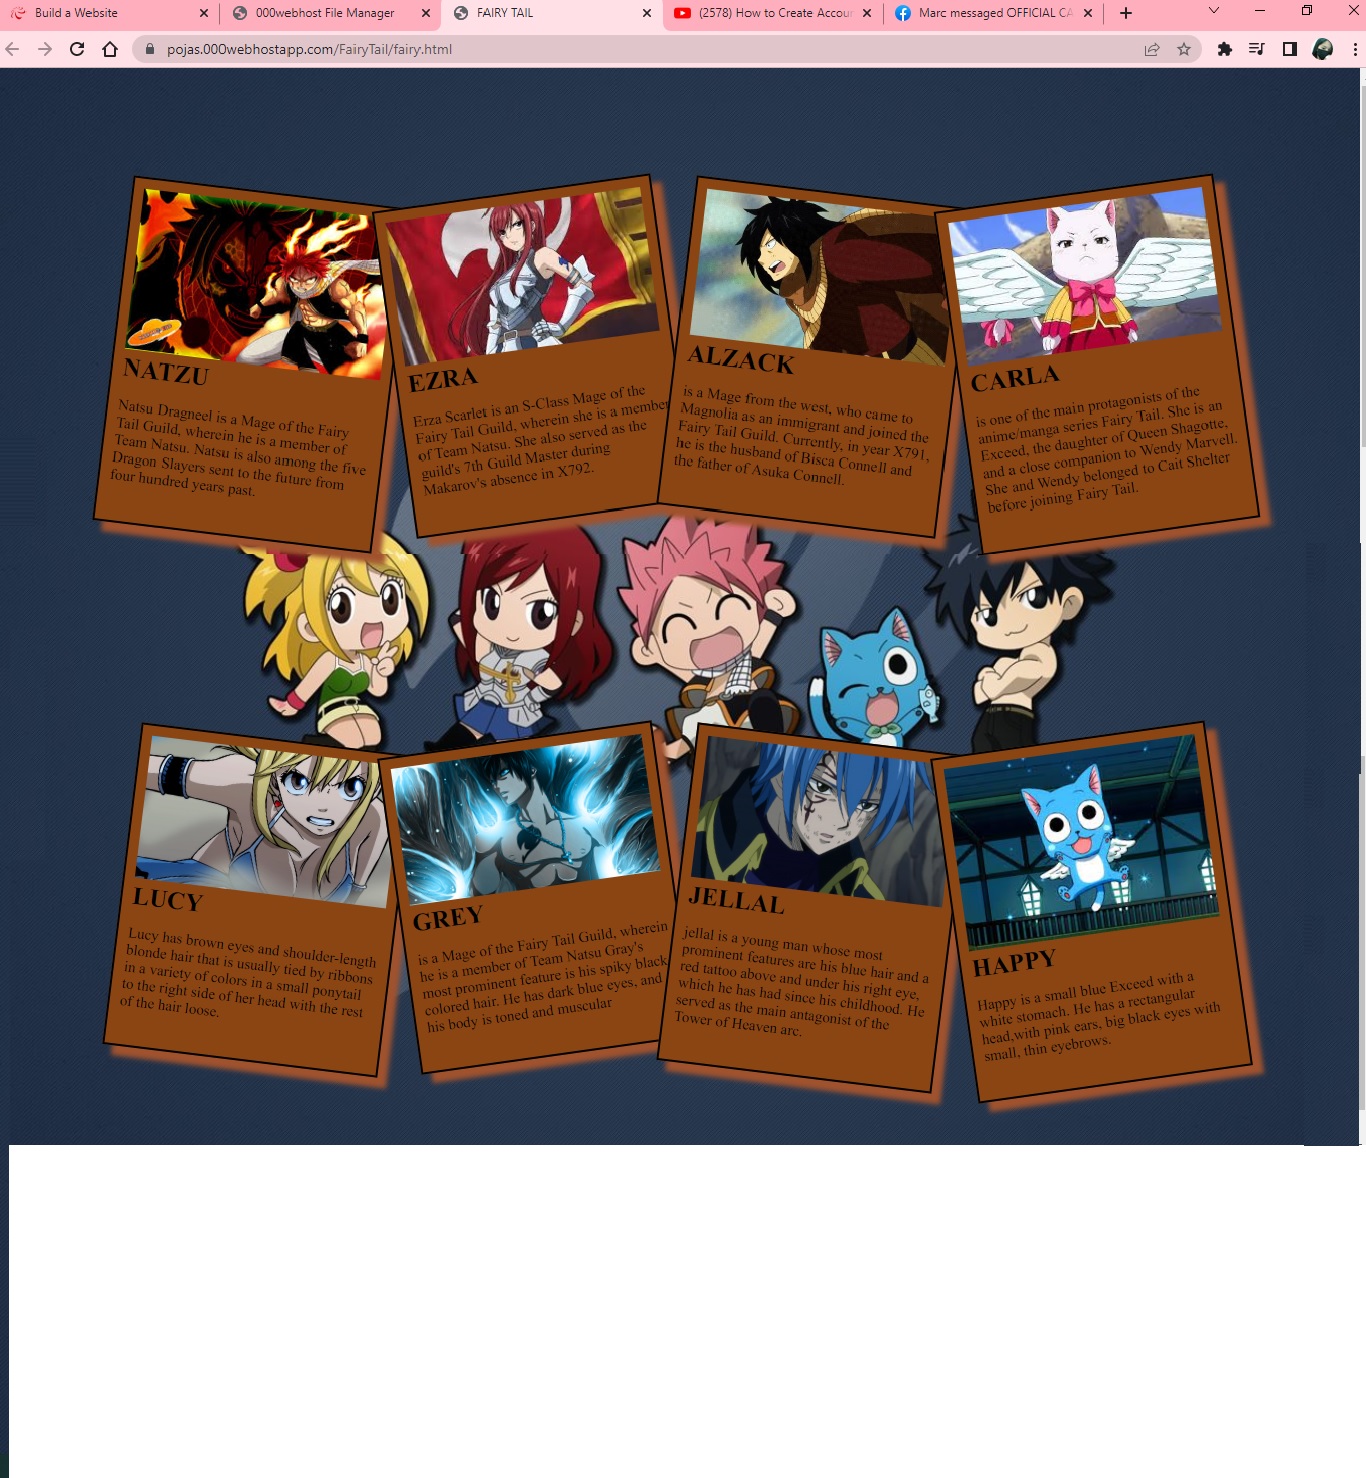 Build a Website
000webhost File Manager
FAIRY TAIL
(2578) How to Create Accou
Marc messaged OFFICIAL CA
pojas.000webhostapp.com/FairyTail/fairy.html
NATZU
Natsu Dragneel is a Mage of the Fairy
Tail Guild, wherein he is a member of
Team Natsu. Natsu is also among the five
Dragon Slayers sent to the future from
four hundred years past.
EZRA
Erza Scarlet is an S-Class Mage of the
Fairy Tail Guild, wherein she is a member
of Team Natsu. She also served as the
guild's 7th Guild Master during
Makarov's absence in X792.
ALZACK
is a Mage from the west, who came to
Magnolia as an immigrant and joined the
Fairy Tail Guild. Currently, in year X791,
he is the husband of Bisca Connell and
the father of Asuka Connell.
CARLA
is one of the main protagonists of the
anime/manga series Fairy Tail. She is an
Exceed, the daughter of Queen Shagotte,
and a close companion to Wendy Marvell.
She and Wendy belonged to Cait Shelter
before joining Fairy Tail.
LUCY
Lucy has brown eyes and shoulder-length
blonde hair that is usually tied by ribbons
in a variety of colors in a small ponytail
to the right side of her head with the rest
of the hair loose.
GREY
is a Mage of the Fairy Tail Guild, wherein
he is a member of Team Natsu Gray's
most prominent feature is his spiky black
colored hair. He has dark blue eyes, and
his body is toned and muscular
JELLAL
jellal is a young man whose most
prominent features are his blue hair and a
red tattoo above and under his right eye,
which he has had since his childhood. He
served as the main antagonist of the
Tower of Heaven arc.
HAPPY
Happy is a small blue Exceed with a
white stomach. He has a rectangular
head,with pink ears, big black eyes with
small, thin eyebrows.